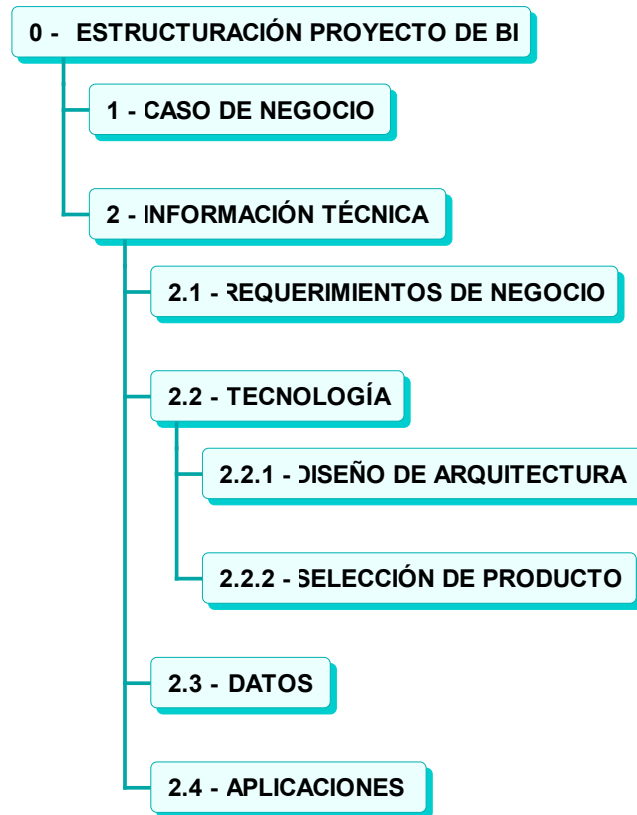 0 - ESTRUCTURACIÓN PROYECTO DE BI
1 - CASO DE NEGOCIO
2 - INFORMACIÓN TÉCNICA
2.1 - REQUERIMIENTOS DE NEGOCIO
2.2 - TECNOLOGÍA
2.2.1 - DISEÑO DE ARQUITECTURA
2.2.2 - SELECCIÓN DE PRODUCTO
2.3 - DATOS
2.4 - APLICACIONES